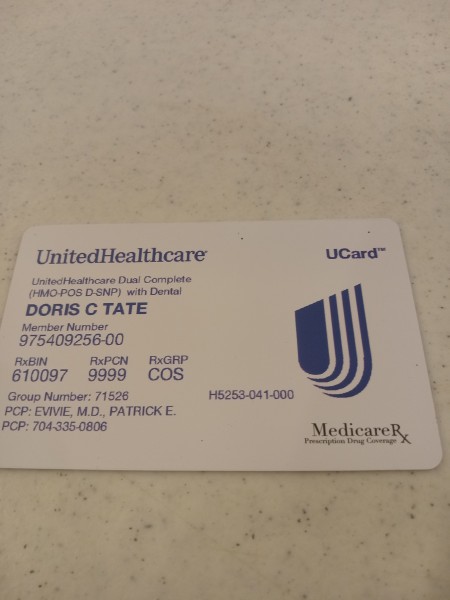 UnitedHealthcare
UCard™
UnitedHealthcare Dual Complete
(HMO-POS D-SNP) with Dental
DORIS C TATE
Member Number
975409256-00
RxBIN RxPCN RxGRP
610097 9999 COS
Group Number: 71526 H5253-041-000
PCP: EVIVIE, M.D., PATRICK E.
PCP: 704-335-0806
MedicareRx
Prescription Drug Coverage